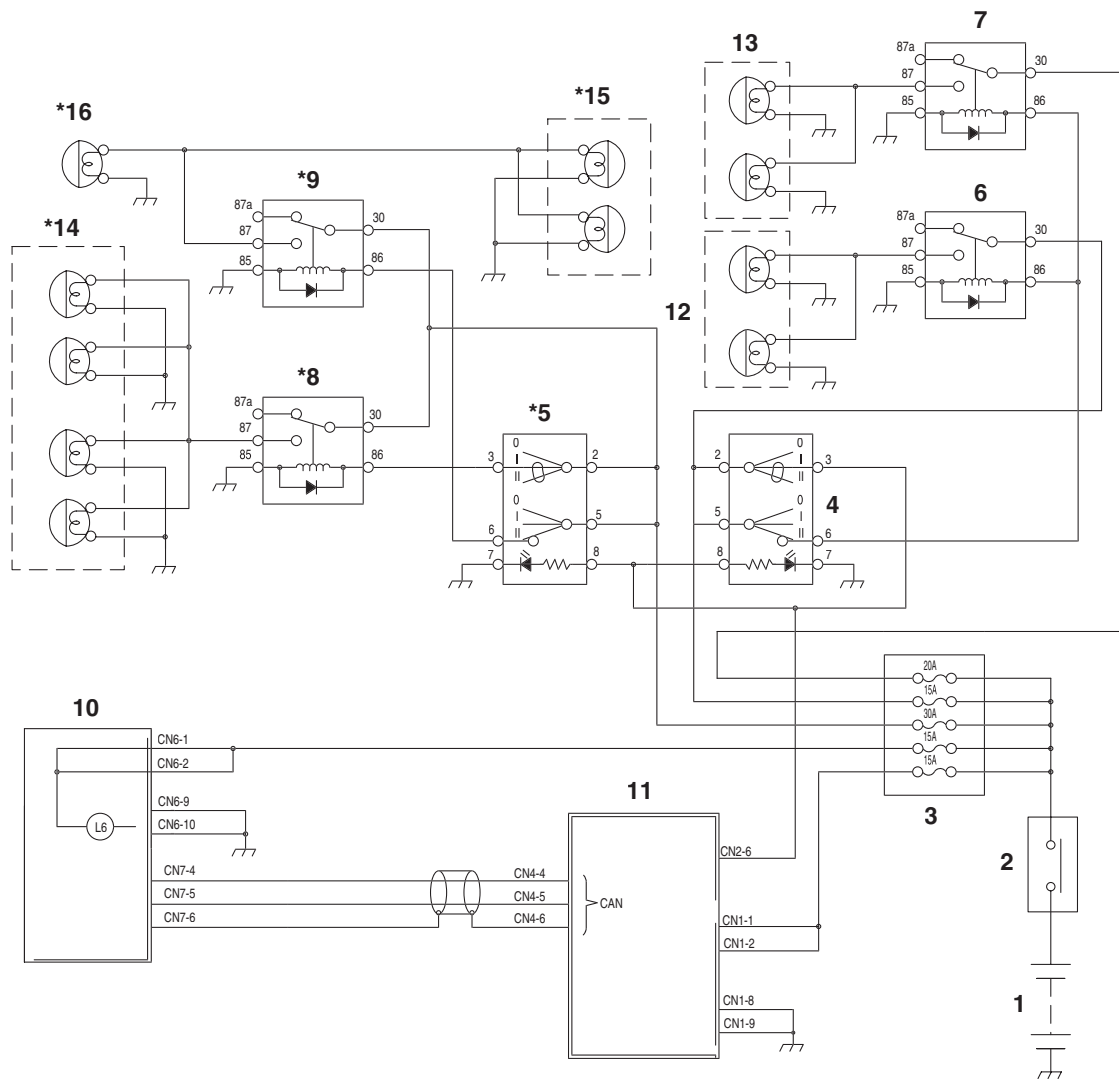 7
13
87a
30
87
85
86
*16
*15
*9
6
87a
30
87
85
86
87a
30
87
85
86
*14
12
*8
87a
30
87
85
86
*5
4
0
I
II
3
2
0
I
II
6
5
7
8
0
I
II
2
3
0
I
II
5
6
8
7
20A
15A
30A
15A
15A
3
10
CN6-1
CN6-2
CN6-9
L6
CN6-10
CN7-4
CN7-5
CN7-6
11
CN4-4
CN4-5
CN4-6
CAN
CN2-6
CN1-1
CN1-2
CN1-8
CN1-9
2
1